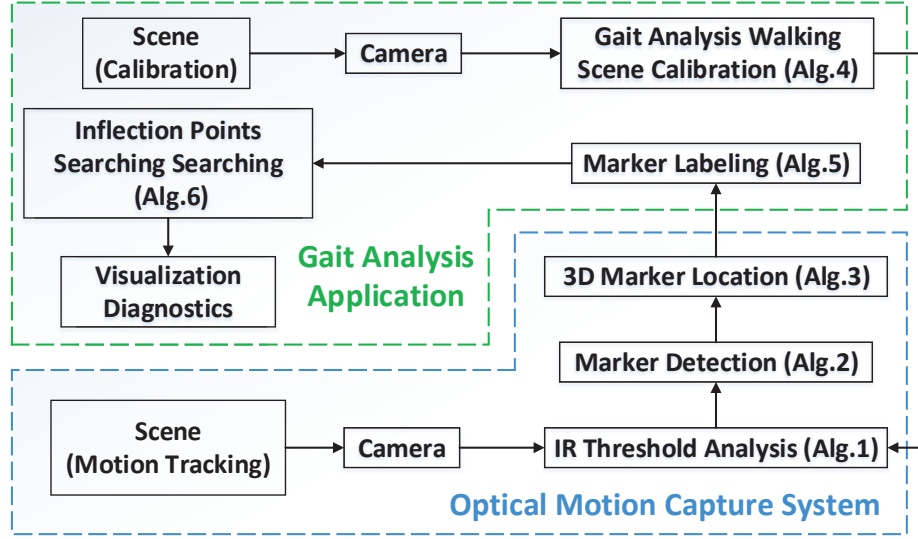 Scene
(Calibration)
Camera
Gait Analysis Walking
Scene Calibration (Alg.4)
Inflection Points
Searching Searching
(Alg.6)
Marker Labeling (Alg.5)
Visualization
Diagnostics
Gait Analysis
Application
3D Marker Location (Alg.3)
Marker Detection (Alg.2)
Scene
(Motion Tracking)
Camera
IR Threshold Analysis (Alg.1)
Optical Motion Capture System